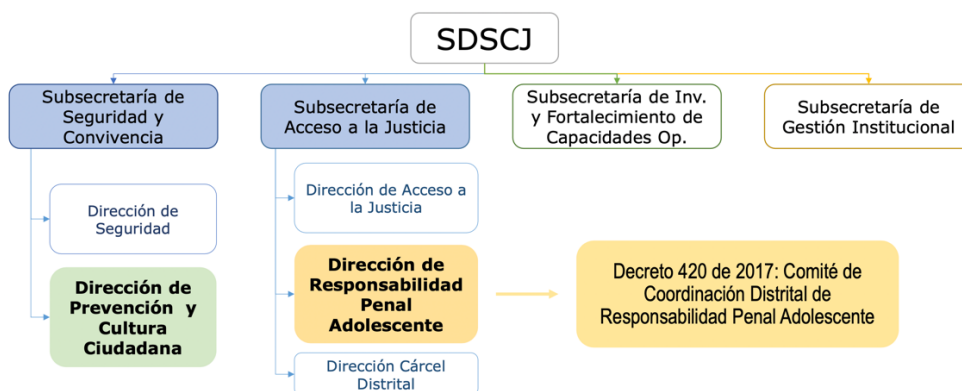 SDSCJ
Subsecretaría de
Seguridad y
Convivencia
Subsecretaría de
Acceso a la Justicia
Subsecretaría de Inv.
y Fortalecimiento de
Capacidades Op.
Subsecretaría de
Gestión Institucional
Dirección de
Seguridad
Dirección de
Prevención y
Cultura
Ciudadana
Dirección de Acceso a
la Justicia
Dirección de
Responsabilidad
Penal
Adolescente
Dirección Cárcel
Distrital
Decreto 420 de 2017: Comité de
Coordinación Distrital de
Responsabilidad Penal Adolescente